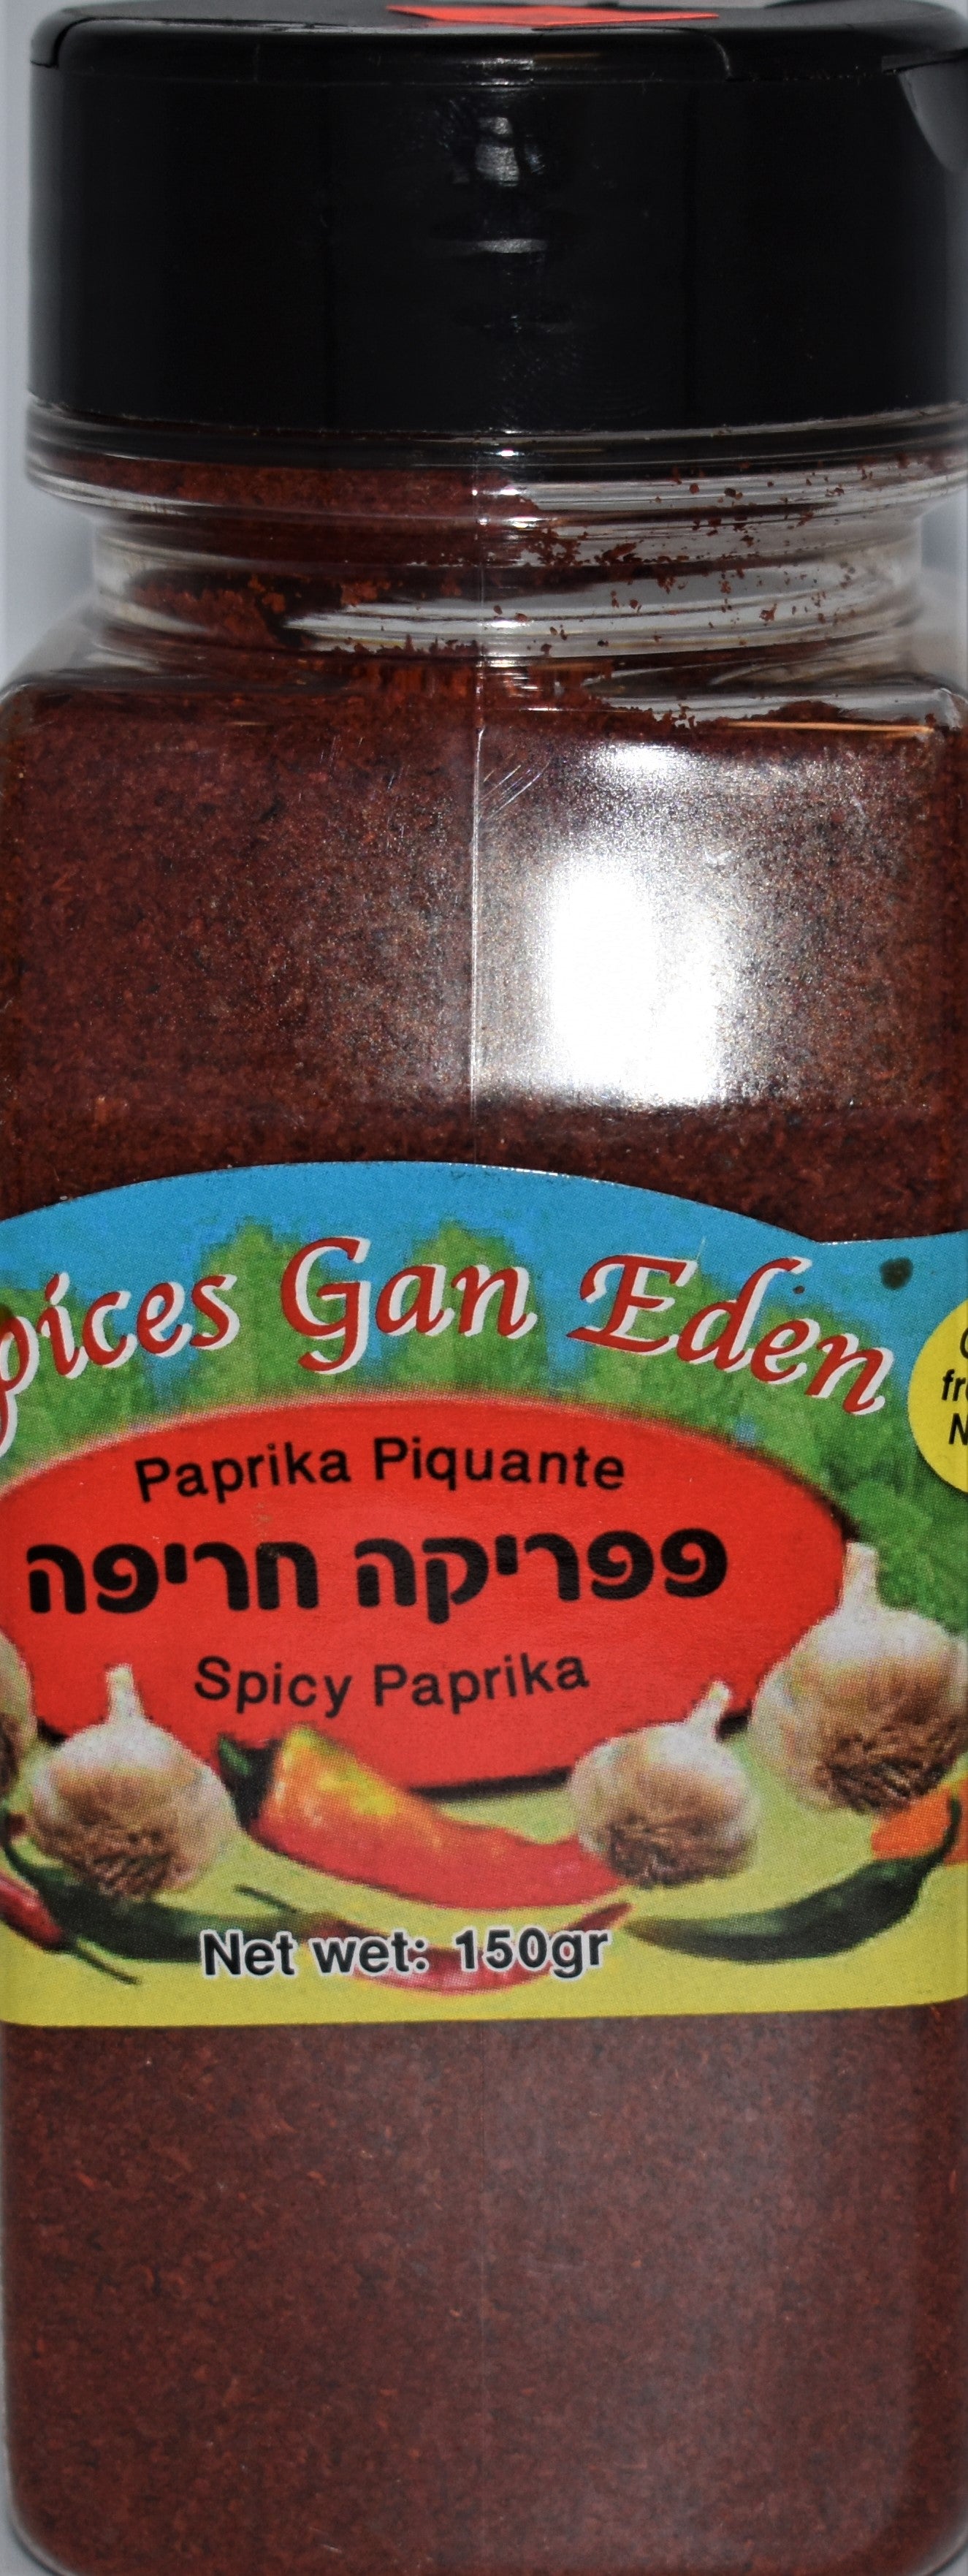 pices Gan Eden
Paprika Piquante
פפריקה חריפה
Spicy Paprika
Net wet: 150gr